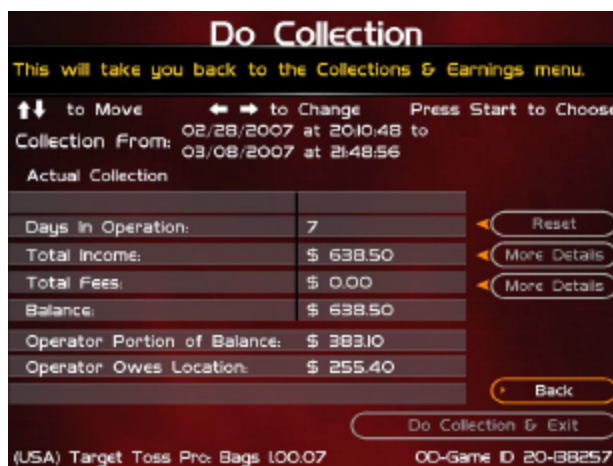 Do Collection
This will take you back to the Collections & Earnings menu.
to Move to Change Press Start to Choose
Collection From: 02/28/2007 at 20:10:48 to
03/08/2007 at 21:48:56
Actual Collection
Days In Operation: 7 Reset
Total Income: $ 638.50 More Details
Total Fees: $ 0.00 More Details
Balance: $ 638.50
Operator Portion of Balance: $ 383.10
Operator Owes Location: $ 255.40
Back
Do Collection & Exit
(USA) Target Toss Pro: Bags 1.00.07 OD-Game ID 20-138257